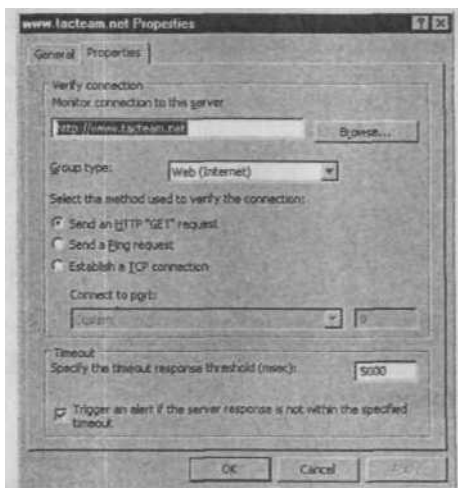 www.tacteam.net Properties
General Properties
Verify connection
Monitor connection to this server
http://www.tacteam.net
Browse...
Group type: Web (Internet)
Select the method used to verify the connection:
Send an HTTP "GET" request
Send a Ping request
Establish a TCP connection
Connect to port:
Custom 0
Timeout
Specify the timeout response threshold (msec): 5000
Trigger an alert if the server response is not within the specified
timeout
OK Cancel